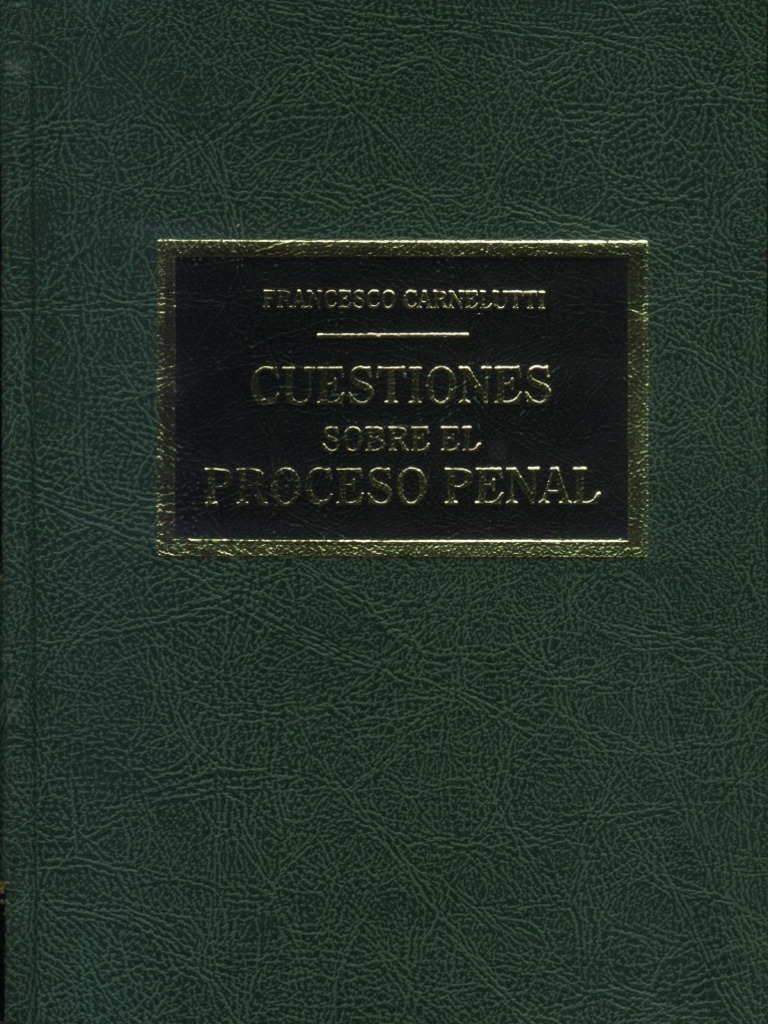 FRANCESCO CARNELUTTI
CUESTIONES
SOBRE EL
PROCESO PENAL